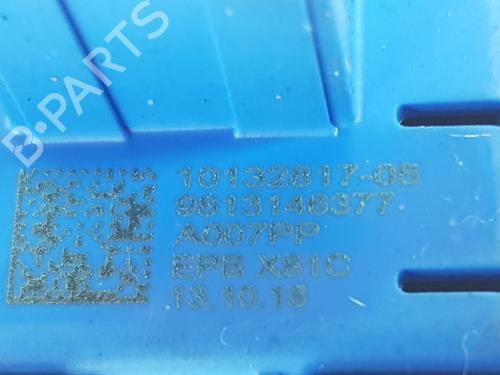 B-PARTS
10132817-05
9813146377
A007PP
EPB X81C
13.10.18